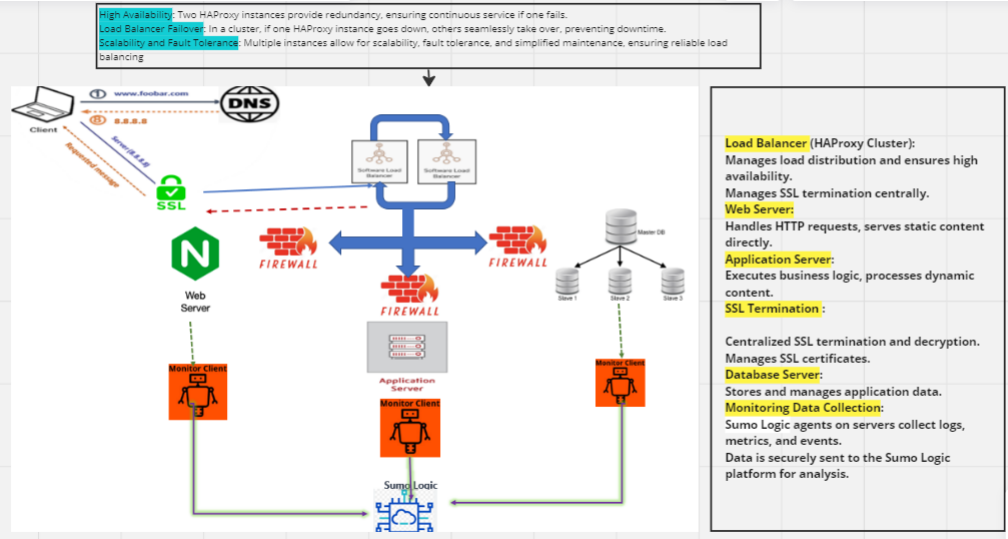 High Availability: Two HAProxy instances provide redundancy, ensuring continuous service if one fails.
Load Balancer Failover: In a cluster, if one HAProxy instance goes down, others seamlessly take over, preventing downtime.
Scalability and Fault Tolerance: Multiple instances allow for scalability, fault tolerance, and simplified maintenance, ensuring reliable load
balancing
1
www.foobar.com
DNS
8
8.8.8.8
Client
Server(8.8.8.8)
Requested message
SSL
Software Load
Balancer
Software Load
Balancer
FIREWALL
FIREWALL
FIREWALL
Master DB
Slave 1
Slave 2
Slave 3
N
Web
Server
Application
Server
Monitor Client
Monitor Client
Monitor Client
Sumo Logic
Load Balancer (HAProxy Cluster):
Manages load distribution and ensures high
availability.
Manages SSL termination centrally.
Web Server:
Handles HTTP requests, serves static content
directly.
Application Server:
Executes business logic, processes dynamic
content.
SSL Termination :
Centralized SSL termination and decryption.
Manages SSL certificates.
Database Server:
Stores and manages application data.
Monitoring Data Collection:
Sumo Logic agents on servers collect logs,
metrics, and events.
Data is securely sent to the Sumo Logic
platform for analysis.